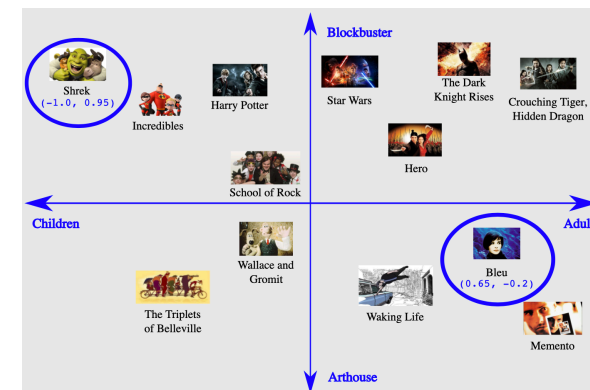 Blockbuster
Shrek
(-1.0, 0.95)
Incredibles
Harry Potter
Star Wars
The Dark
Knight Rises
Crouching Tiger,
Hidden Dragon
Hero
School of Rock
Children
Adul
Wallace and
Gromit
Bleu
(0.65, -0.2)
The Triplets
of Belleville
Waking Life
Memento
Arthouse